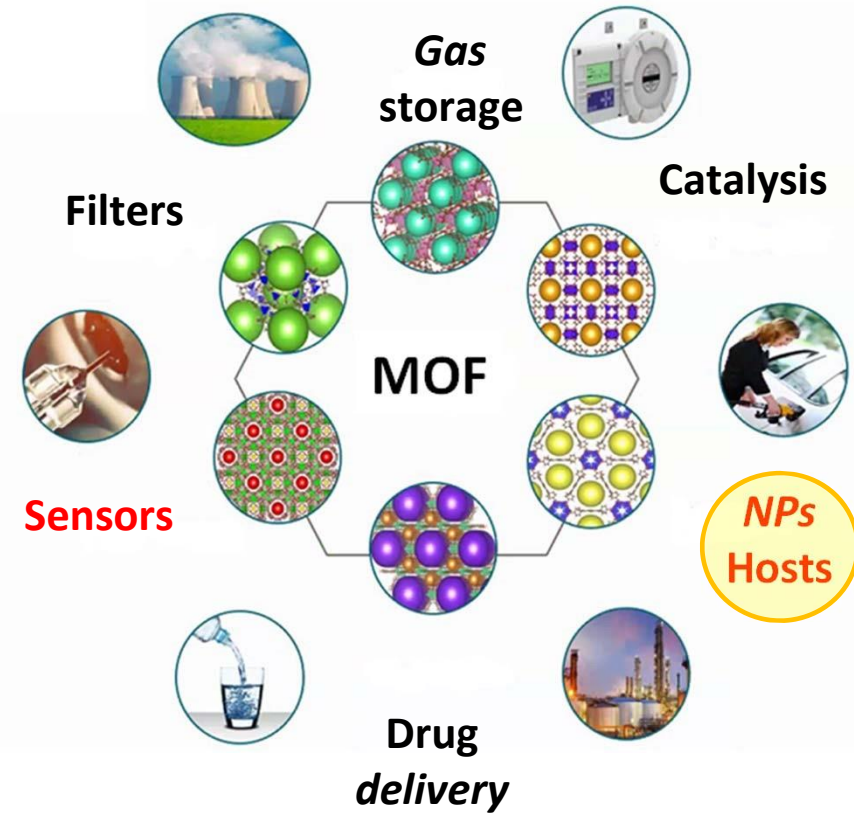 Gas
storage
Catalysis
Filters
MOF
Sensors
NPs
Hosts
Drug
delivery